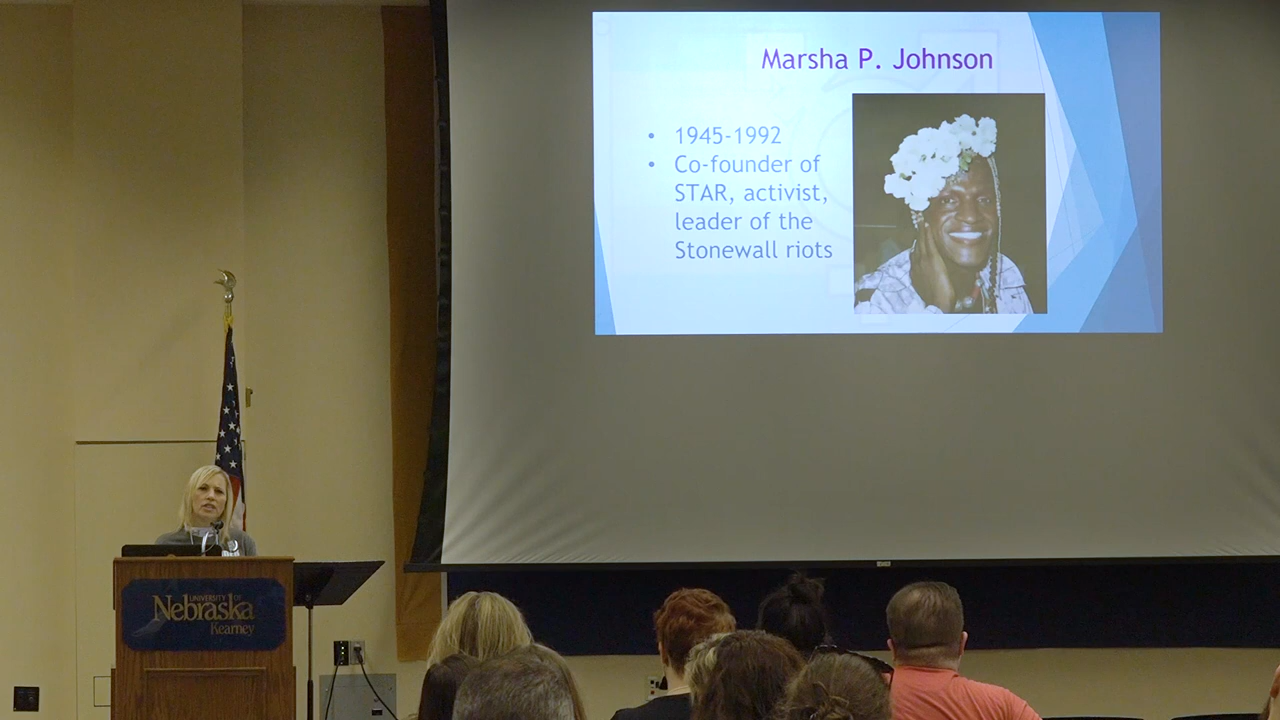 Marsha P. Johnson
• 1945-1992
• Co-founder of
STAR, activist,
leader of the
Stonewall riots
UNIVERSITY OF
Nebraska
Kearney